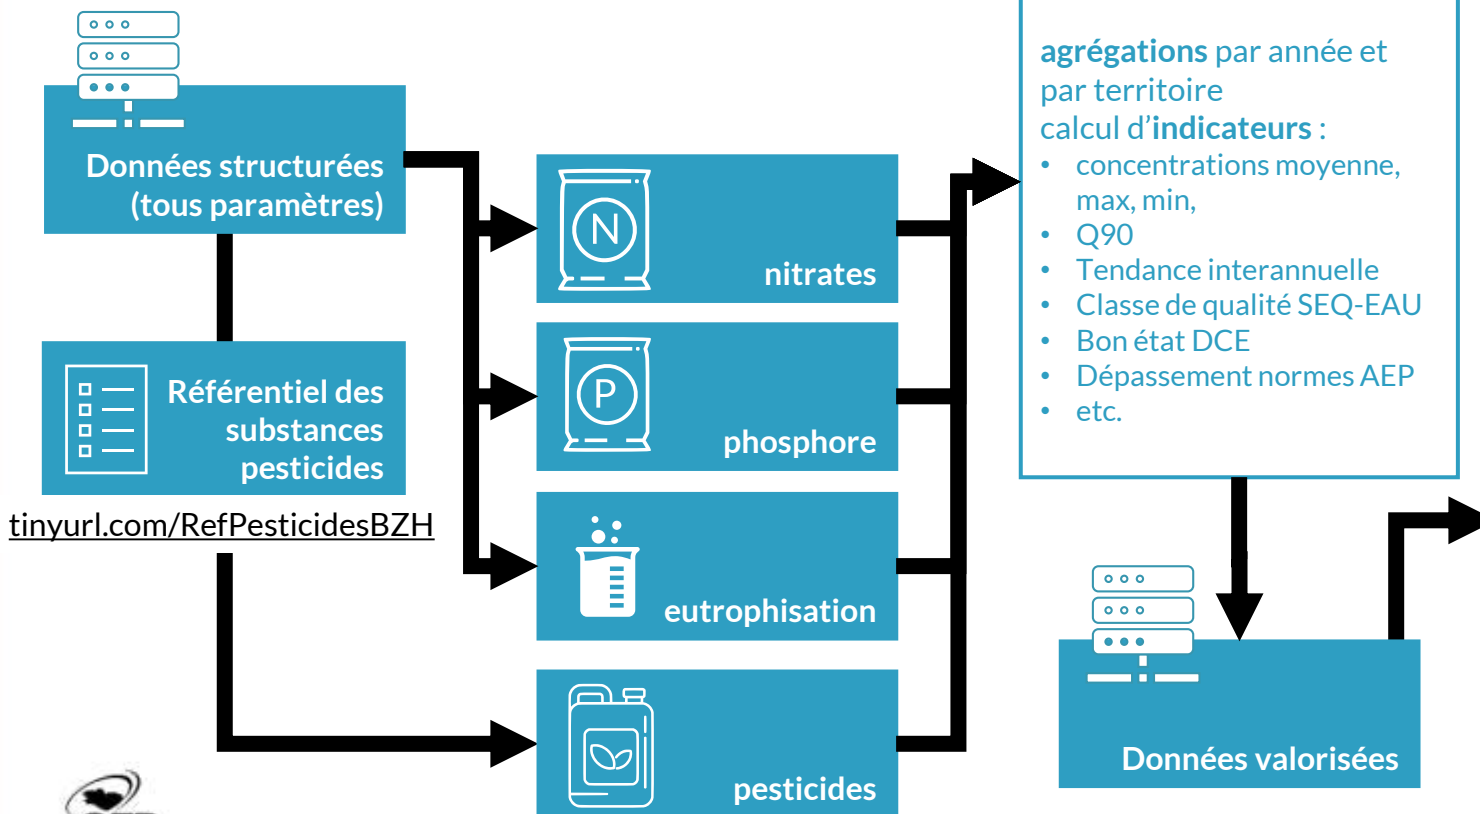 Données structurées
(tous paramètres)
Référentiel des
substances
pesticides
tinyurl.com/RefPesticidesBZH
N
nitrates
P
phosphore
eutrophisation
pesticides
agrégations par année et
par territoire
calcul d'indicateurs :
• concentrations moyenne,
max, min,
• Q90
• Tendance interannuelle
• Classe de qualité SEQ-EAU
• Bon état DCE
• Dépassement normes AEP
• etc.
Données valorisées